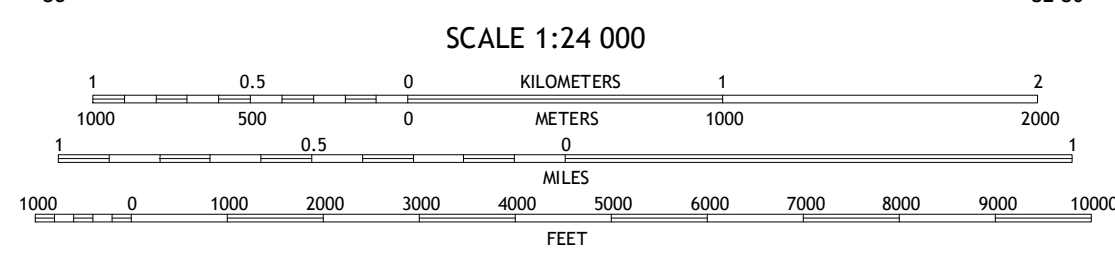 SCALE 1:24 000
1 0.5 0 KILOMETERS 1 2
1000 500 0 METERS 1000 2000
1 0.5 0 1
MILES
1000 0 1000 2000 3000 4000 5000 6000 7000 8000 9000 10000
FEET